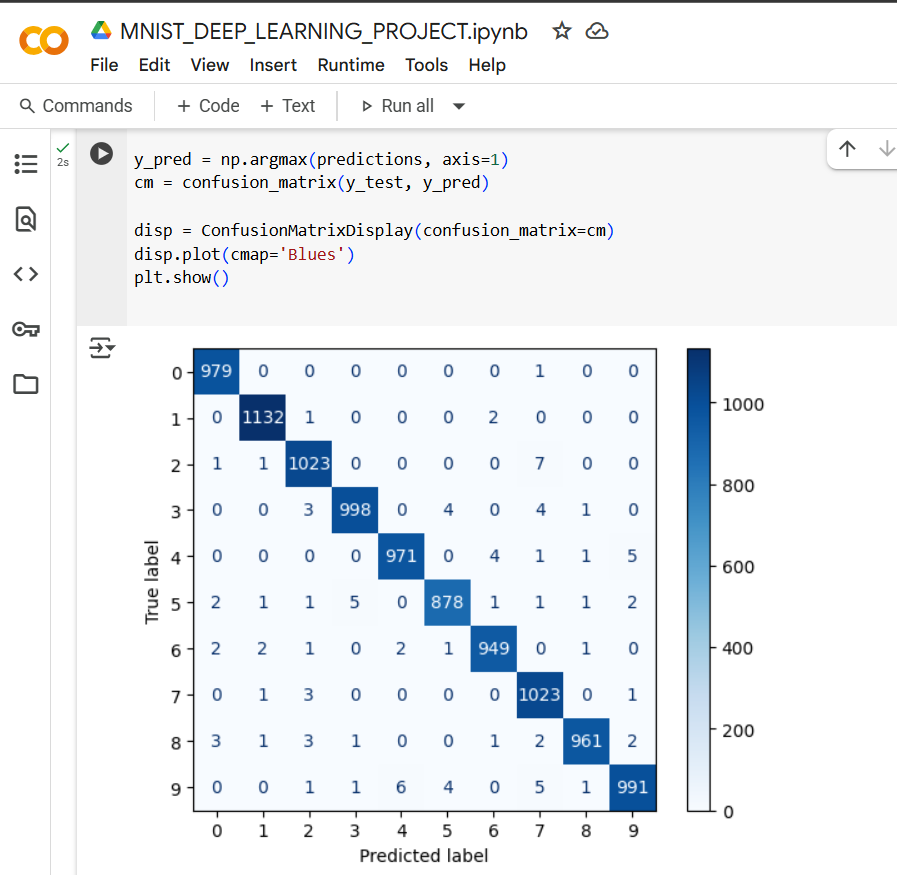 MNIST_DEEP_LEARNING_PROJECT.ipynb
File Edit View Insert Runtime Tools Help
Commands + Code + Text Run all
2s
y_pred = np.argmax(predictions, axis=1)
cm = confusion_matrix(y_test, y_pred)
disp = ConfusionMatrixDisplay(confusion_matrix=cm)
disp.plot(cmap='Blues')
plt.show()
0 979 0 0 0 0 0 0 1 0 0
1 0 1132 1 0 0 0 2 0 0 0
2 1 1 1023 0 0 0 0 7 0 0
3 0 0 3 998 0 4 0 4 1 0
4 0 0 0 0 971 0 4 1 1 5
5 2 1 1 5 0 878 1 1 1 2
6 2 2 1 0 2 1 949 0 1 0
7 0 1 3 0 0 0 0 1023 0 1
8 3 1 3 1 0 0 1 2 961 2
9 0 0 1 1 6 4 0 5 1 991
0 1 2 3 4 5 6 7 8 9
Predicted label
True label
1000
800
600
400
200
0